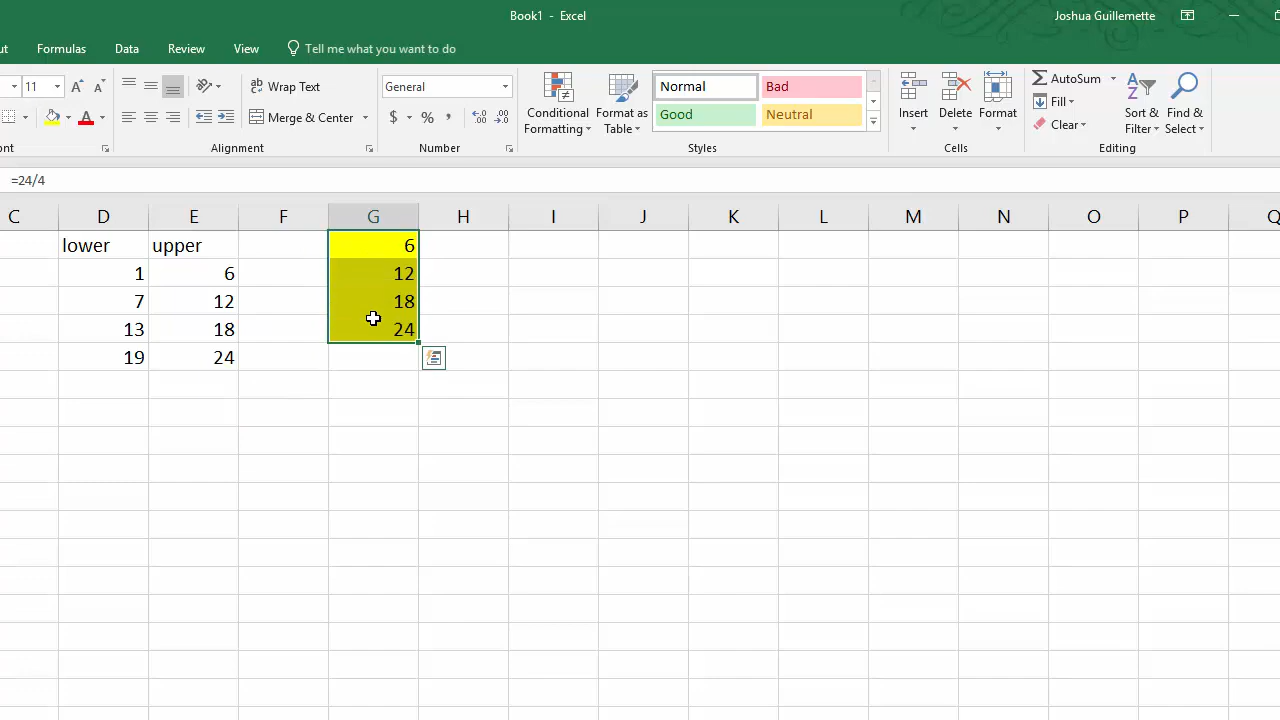 Book1 - Excel
Joshua Guillemette
Formulas Data Review View Tell me what you want to do
11 A A Wrap Text General Normal Bad AutoSum
A Merge & Center $ % , Conditional Formatting Format as Table Good Neutral Insert Delete Format Fill Clear Sort & Filter Find & Select
Alignment Number Styles Cells Editing
=24/4
C D E F G H I J K L M N O P Q
lower upper 6
1 6 12
7 12 18
13 18 24
19 24